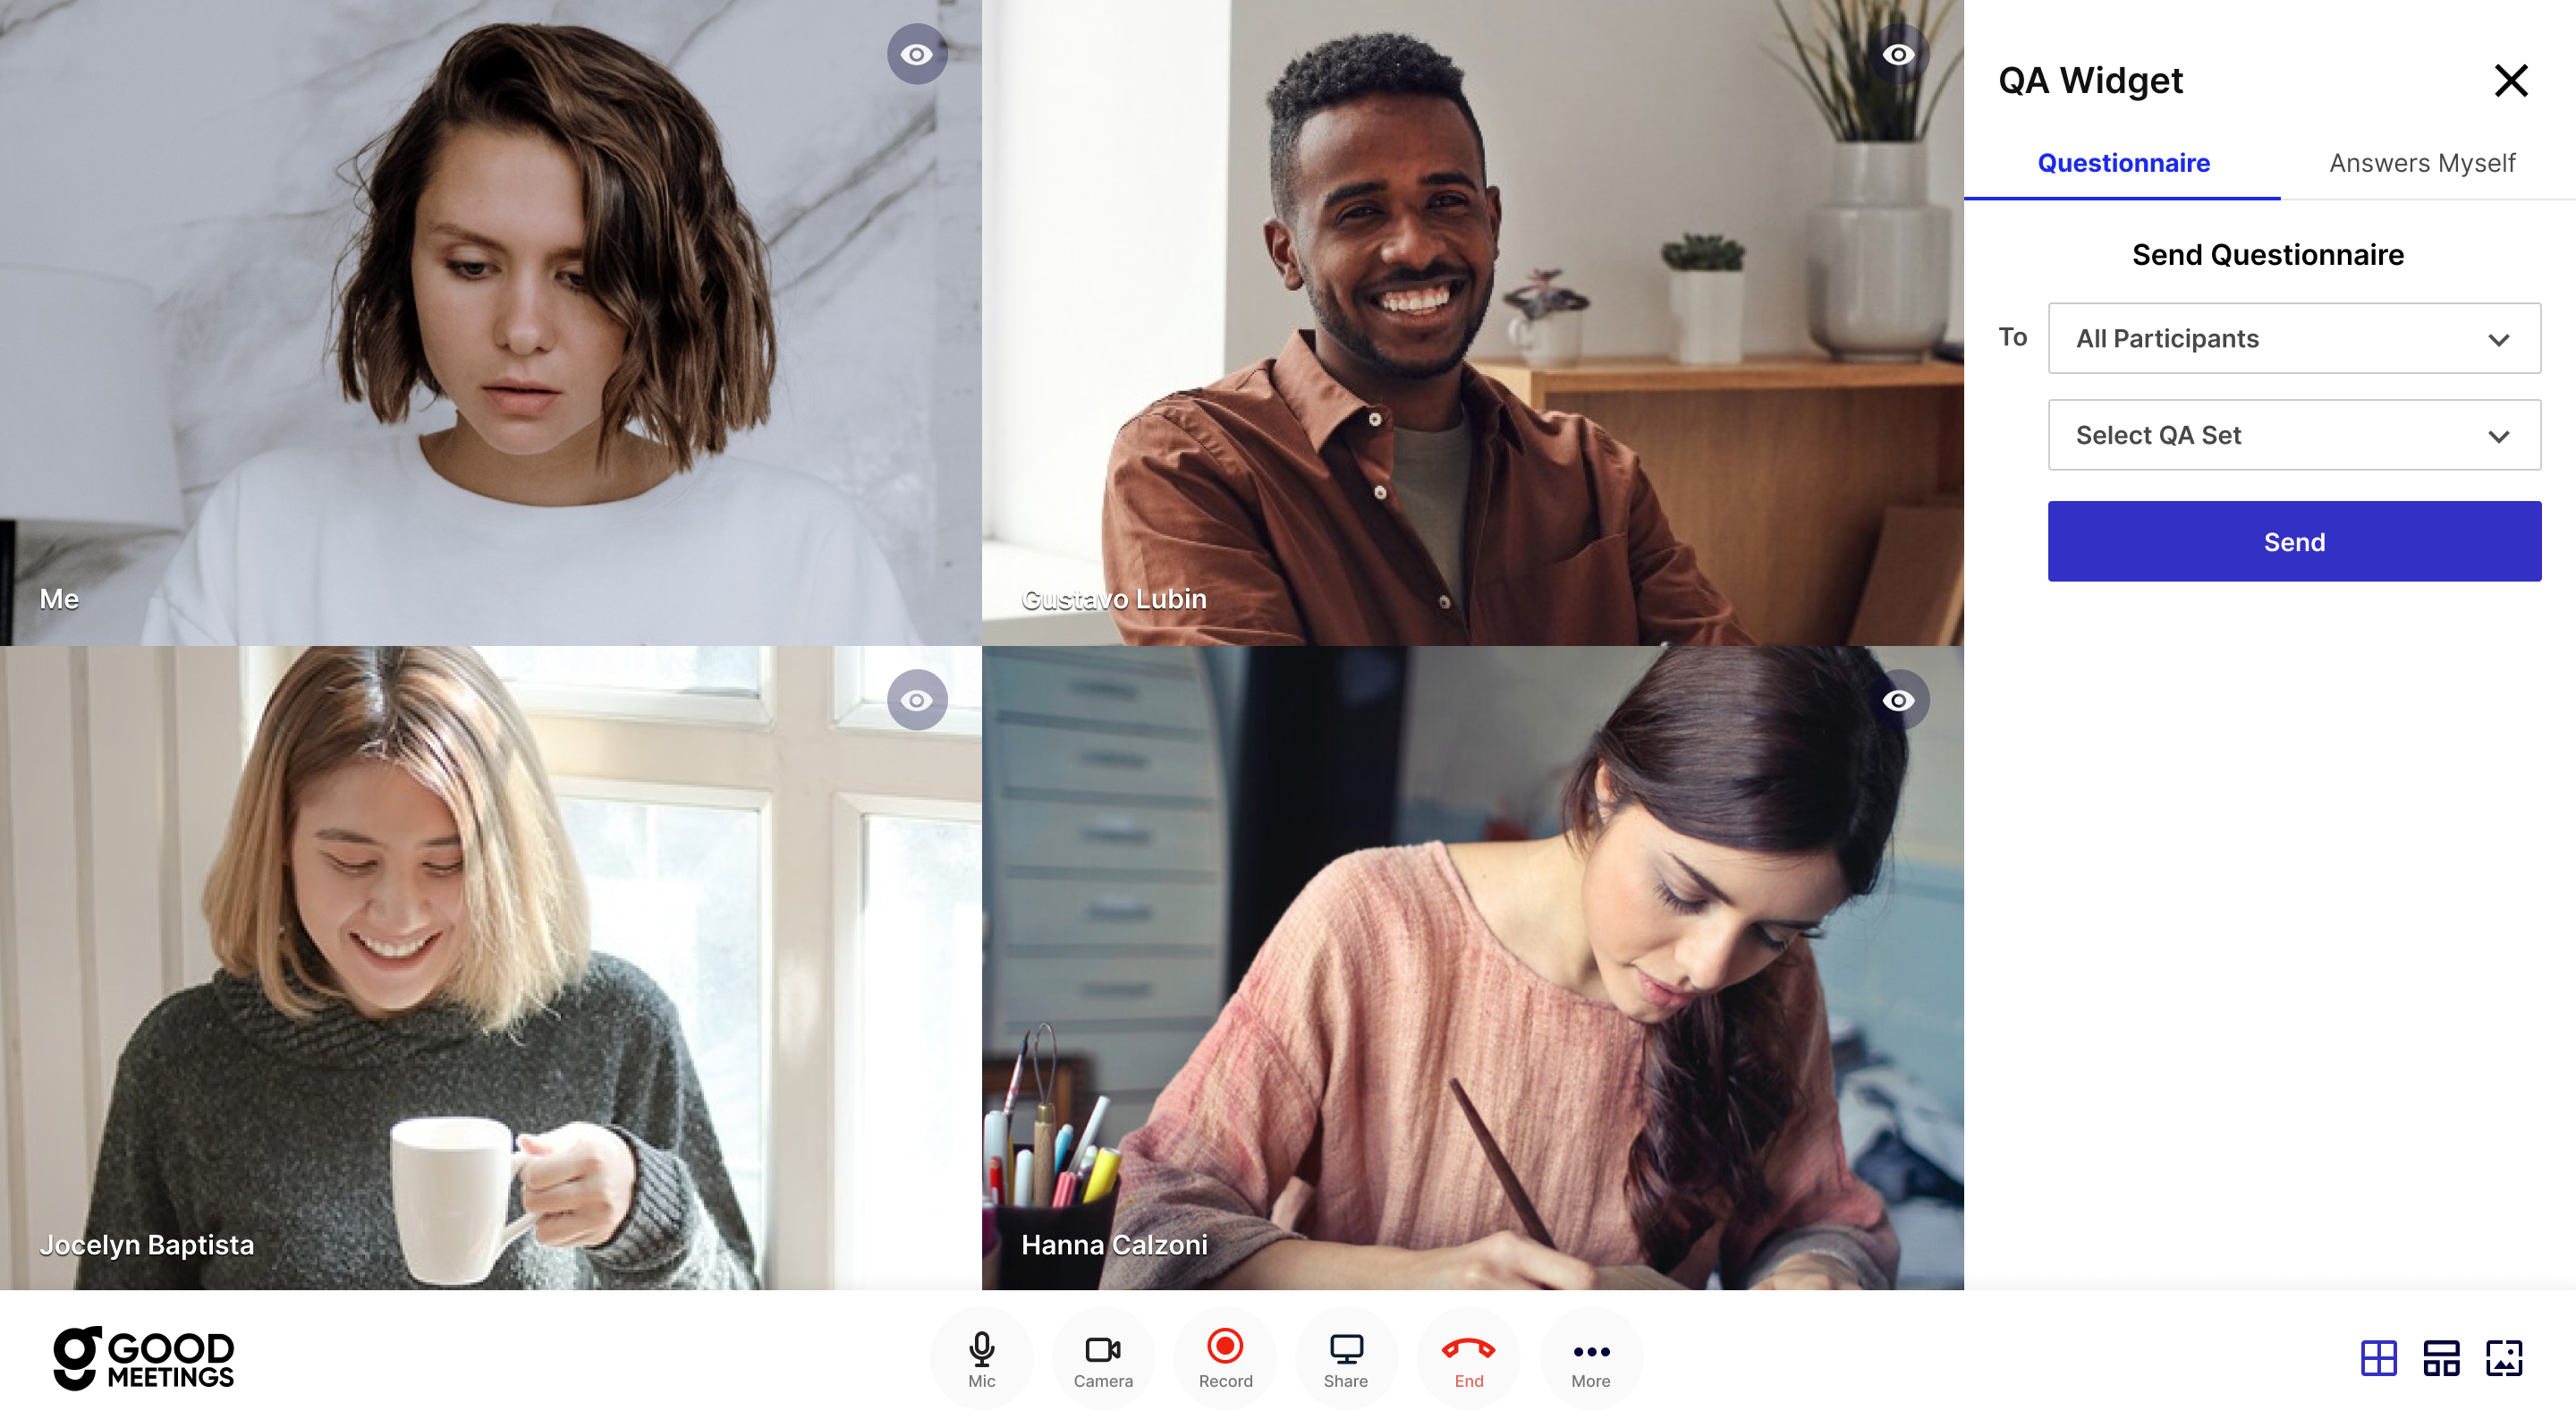 QA Widget
Questionnaire
Answers Myself
Send Questionnaire
To
All Participants
Select QA Set
Send
Me
Gustavo Lubin
Jocelyn Baptista
Hanna Calzoni
GOOD
MEETINGS
Mic
Camera
Record
Share
End
More